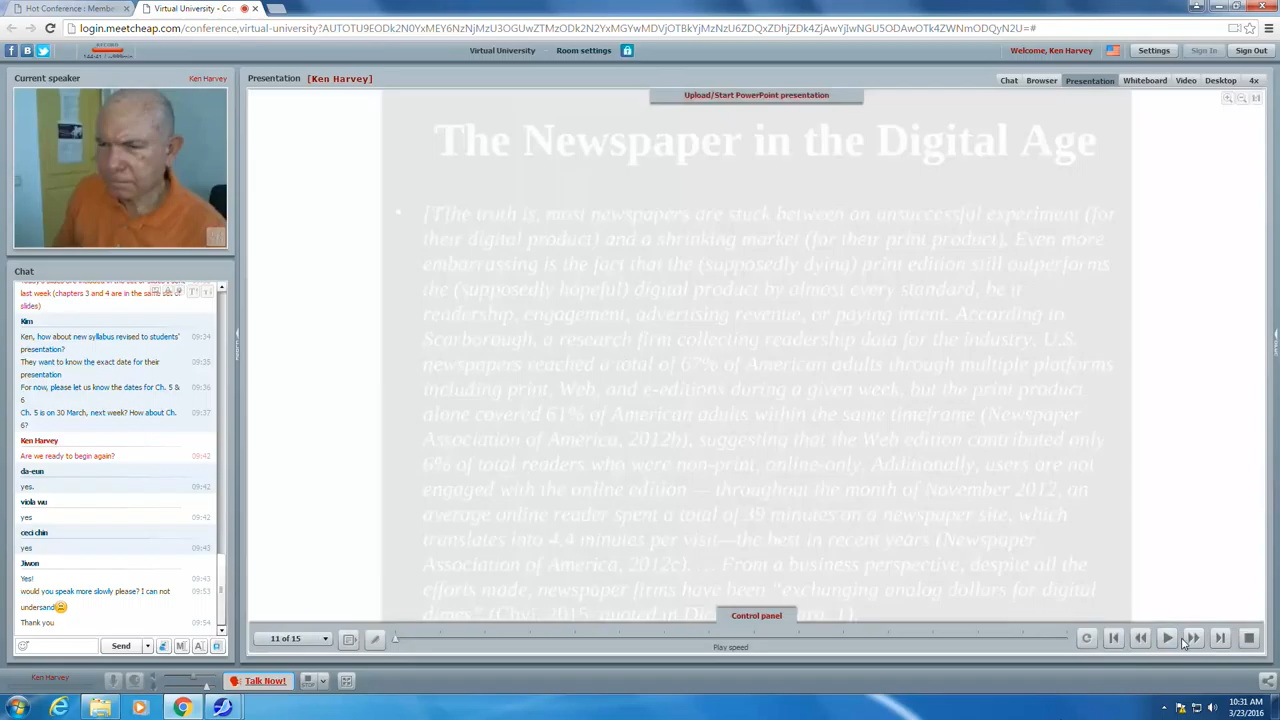 Hot Conference : Membe
Virtual University - Co
login.meetcheap.com/conference,virtual-university?
Virtual University
Room settings
Welcome, Ken Harvey
Settings
Sign In
Sign Out
Current speaker
Ken Harvey
Presentation
[Ken Harvey]
Chat
Browser
Presentation
Whiteboard
Video
Desktop
4x
Upload/Start PowerPoint presentation
The Newspaper in the Digital Age
• [T]he truth is, most newspapers are stuck between an unsuccessful experiment (for
their digital product) and a shrinking market (for their print product). Even more
embarrassing is the fact that the (supposedly dying) print edition still outperforms
the (supposedly hopeful) digital product by almost every standard, be it
readership, engagement, advertising revenue, or paying intent. According to
Scarborough, a research firm collecting readership data for the industry, U.S.
newspapers reached a total of 67% of American adults through multiple platforms
including print, Web, and e-editions during a given week, but the print product
alone covered 61% of American adults within the same timeframe (Newspaper
Association of America, 2012b), suggesting that the Web edition contributed only
6% of total readers who were non-print, online-only. Additionally, users are not
engaged with the online edition — throughout the month of November 2012, an
average online reader spent a total of 39 minutes on a newspaper site, which
translates into 4.4 minutes per visit—the best in recent years (Newspaper
Association of America, 2012c). … From a business perspective, despite all the
efforts made, newspaper firms have been "exchanging analog dollars for digital
dimes" (Chyi, 2015, quoted in
Chat
last week (chapters 3 and 4 are in the same set of
slides)
Kim
Ken, how about new syllabus revised to students'
presentation?
09:34
They want to know the exact date for their
presentation
09:35
For now, please let us know the dates for Ch. 5 &
6
09:36
Ch. 5 is on 30 March, next week? How about Ch.
6?
09:37
Ken Harvey
Are we ready to begin again?
09:42
da-eun
yes.
09:42
viola wu
yes
09:42
ceci chin
yes
09:43
Jiwon
Yes!
09:43
would you speak more slowly please? I can not
undersand
09:53
Thank you
09:54
Send
Control panel
11 of 15
Play speed
Ken Harvey
Talk Now!
10:31 AM
3/23/2016